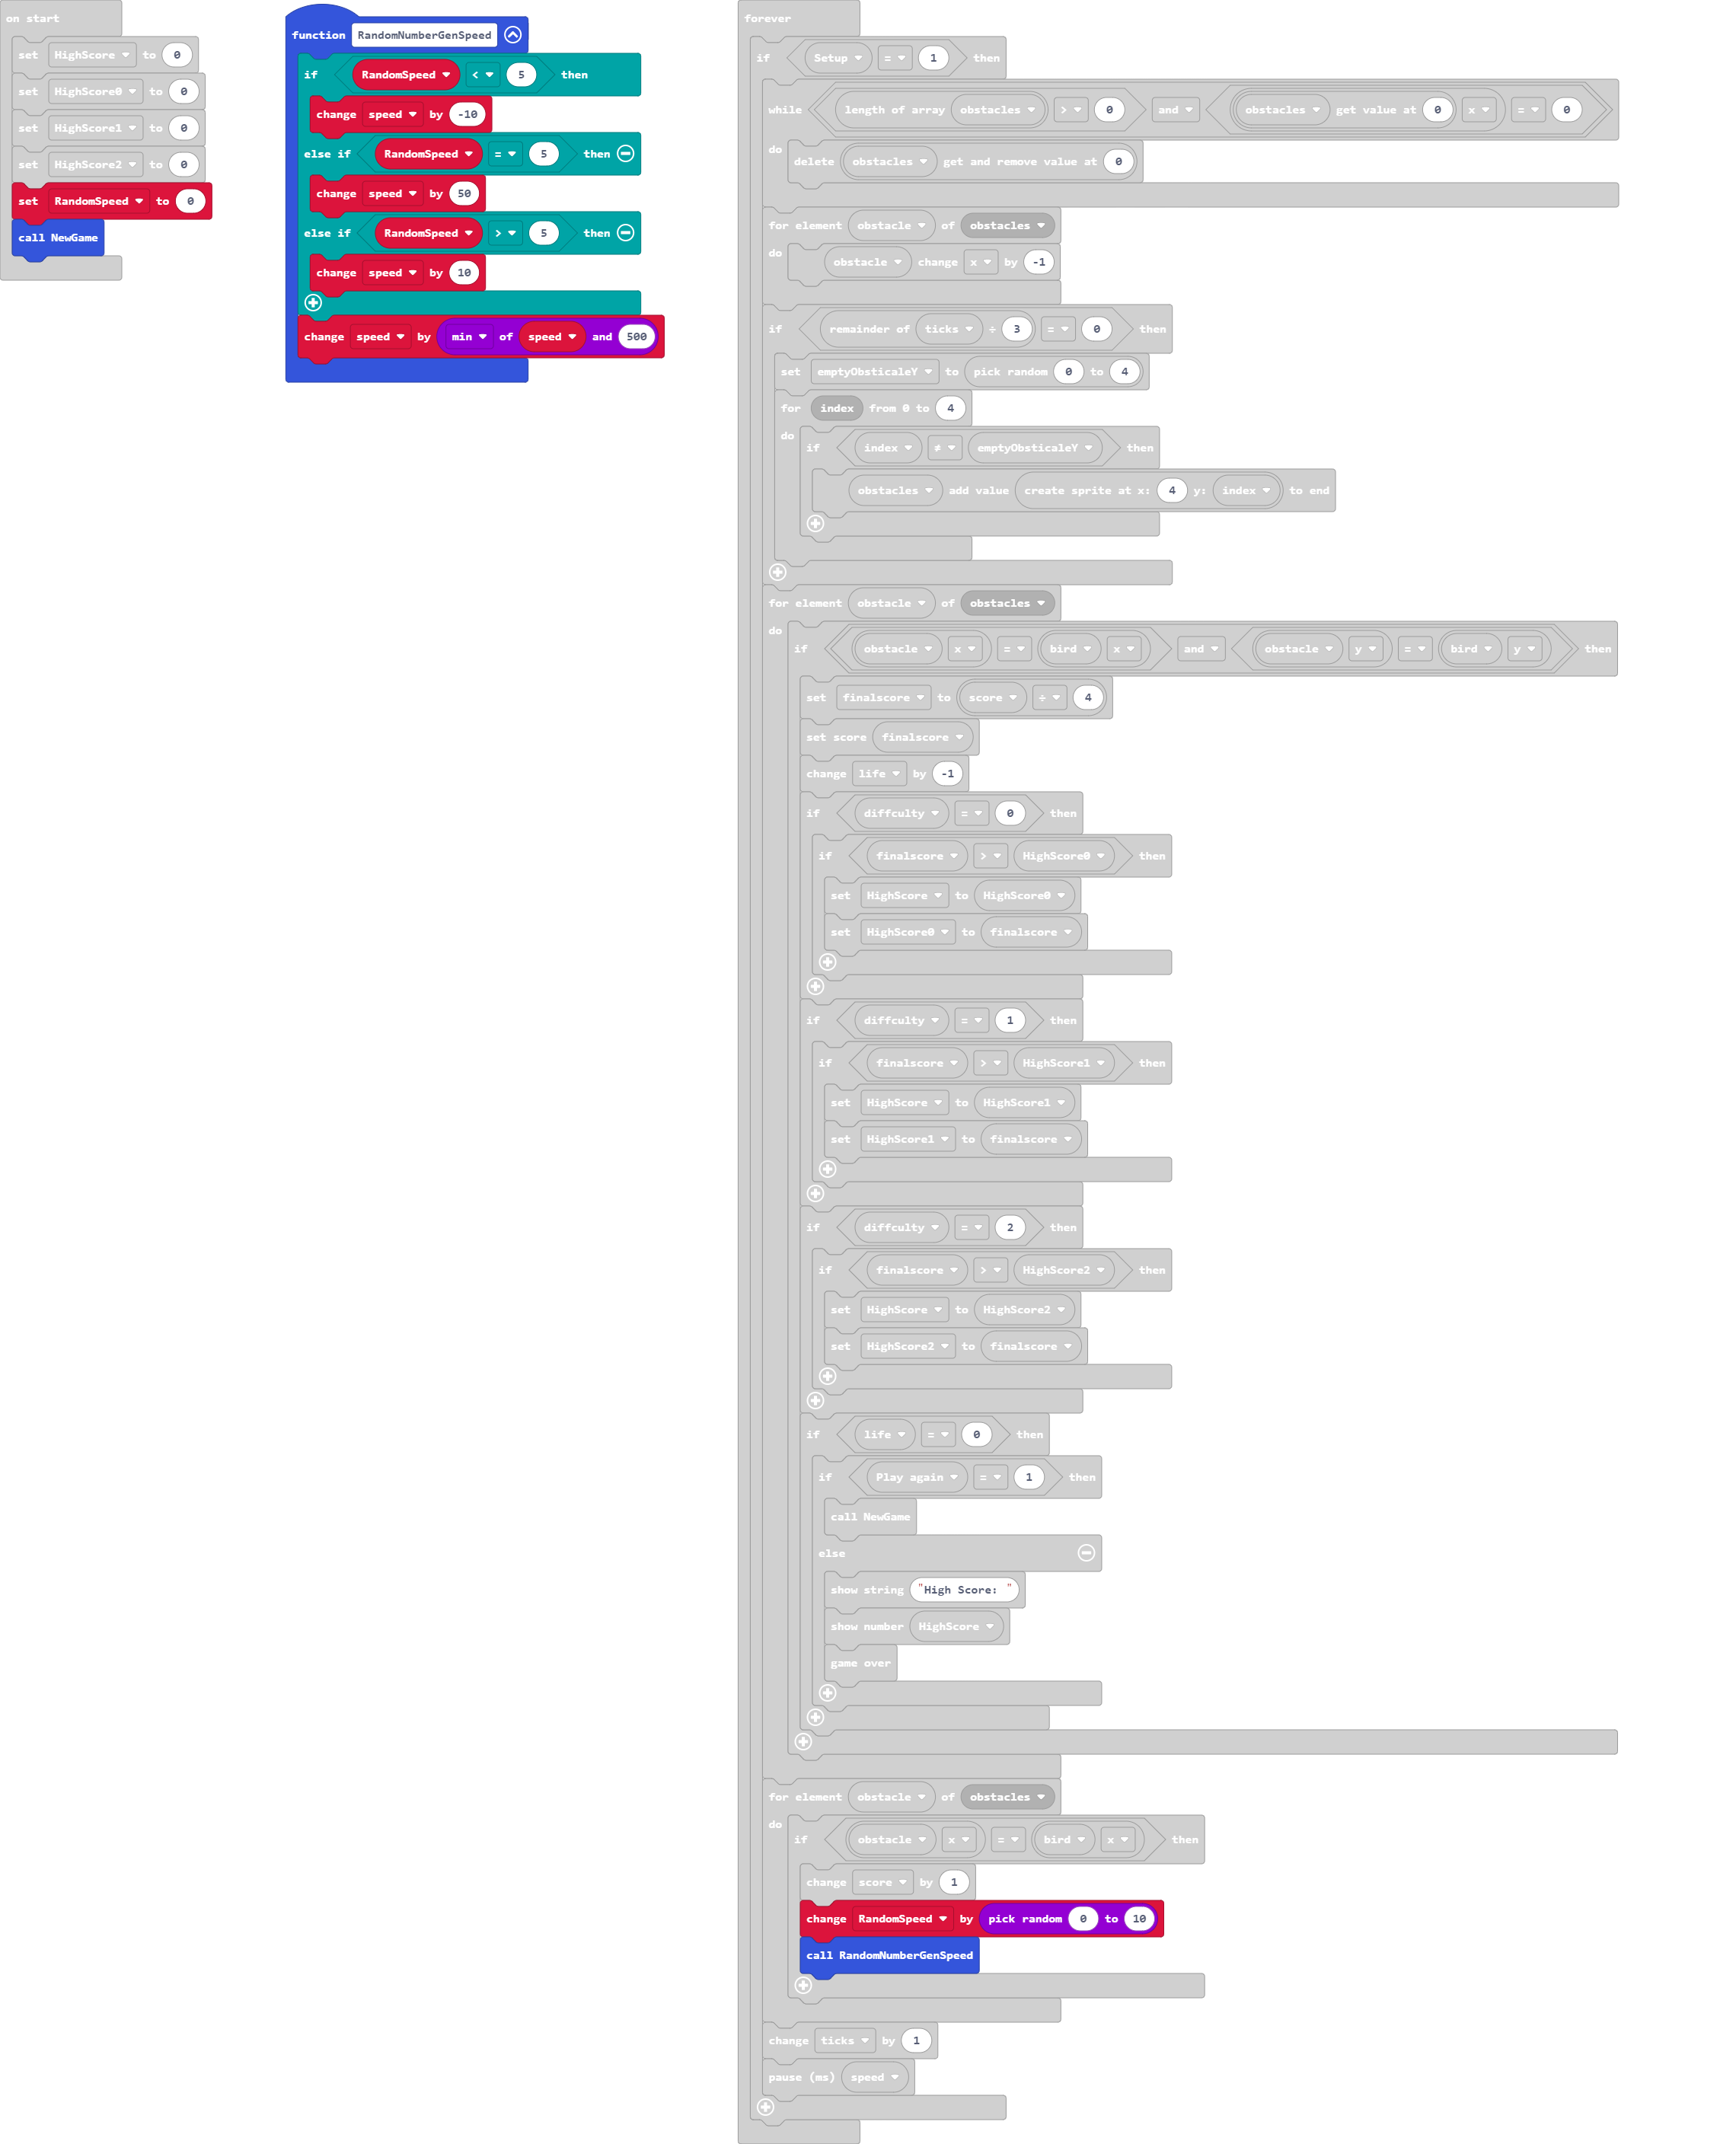 on start
set HighScore to 0
set HighScore0 to 0
set HighScore1 to 0
set HighScore2 to 0
set RandomSpeed to 0
call NewGame
function RandomNumberGenSpeed
if RandomSpeed < 5 then
change speed by -10
else if RandomSpeed = 5 then
change speed by 50
else if RandomSpeed > 5 then
change speed by 10
change speed by min of speed and 500
forever
if Setup = 1 then
while length of array obstacles > 0 and obstacles get value at 0 x = 0
do
delete obstacles get and remove value at 0
for element obstacle of obstacles
do
obstacle change x by -1
if remainder of ticks ÷ 3 = 0 then
set emptyObsticaleY to pick random 0 to 4
for index from 0 to 4
do
if index ≠ emptyObsticaleY then
obstacles add value create sprite at x: 4 y: index to end
for element obstacle of obstacles
do
if obstacle x = bird x and obstacle y = bird y then
set finalscore to score ÷ 4
set score finalscore
change life by -1
if diffculty = 0 then
if finalscore > HighScore0 then
set HighScore to HighScore0
set HighScore0 to finalscore
if diffculty = 1 then
if finalscore > HighScore1 then
set HighScore to HighScore1
set HighScore1 to finalscore
if diffculty = 2 then
if finalscore > HighScore2 then
set HighScore to HighScore2
set HighScore2 to finalscore
if life = 0 then
if Play again = 1 then
call NewGame
else
show string "High Score: "
show number HighScore
game over
for element obstacle of obstacles
do
if obstacle x = bird x then
change score by 1
change RandomSpeed by pick random 0 to 10
call RandomNumberGenSpeed
change ticks by 1
pause (ms) speed